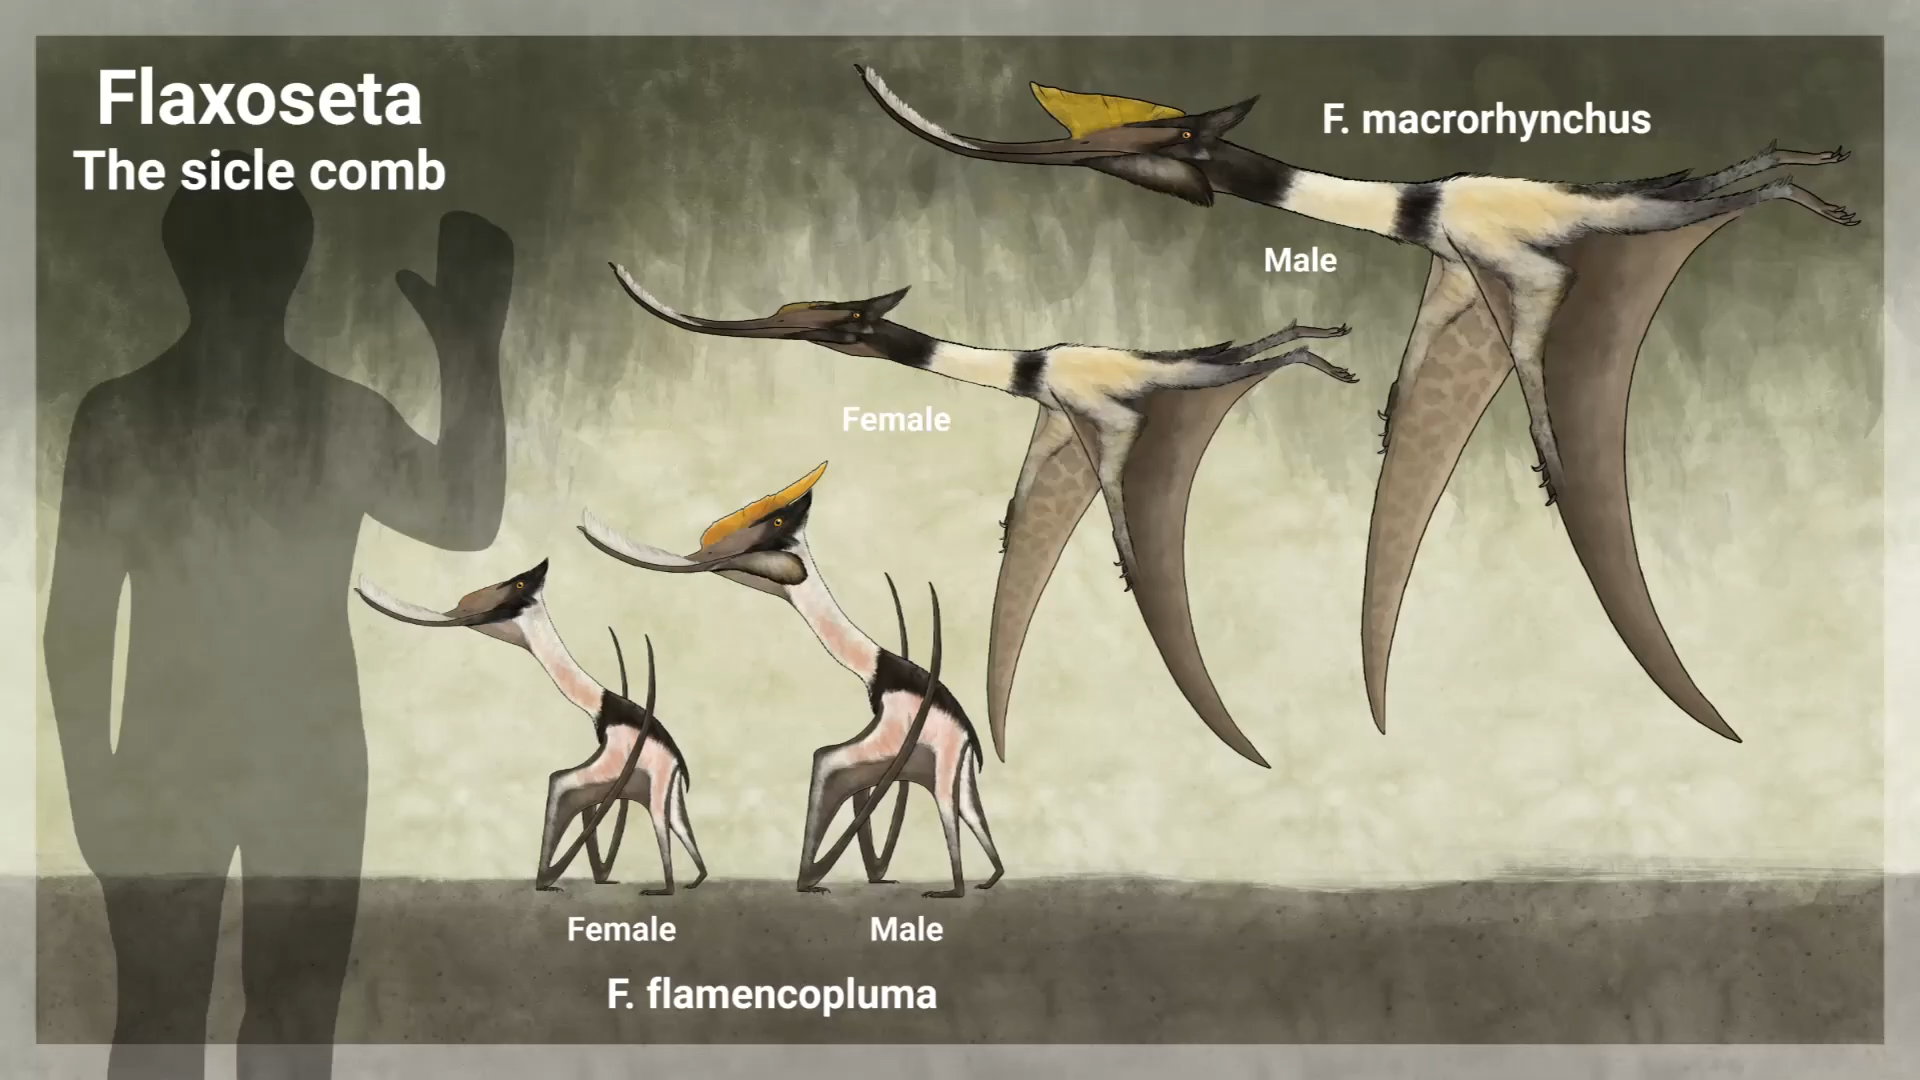 Flaxoseta
The sicle comb
F. macrorhynchus
Male
Female
Female
Male
F. flamencopluma